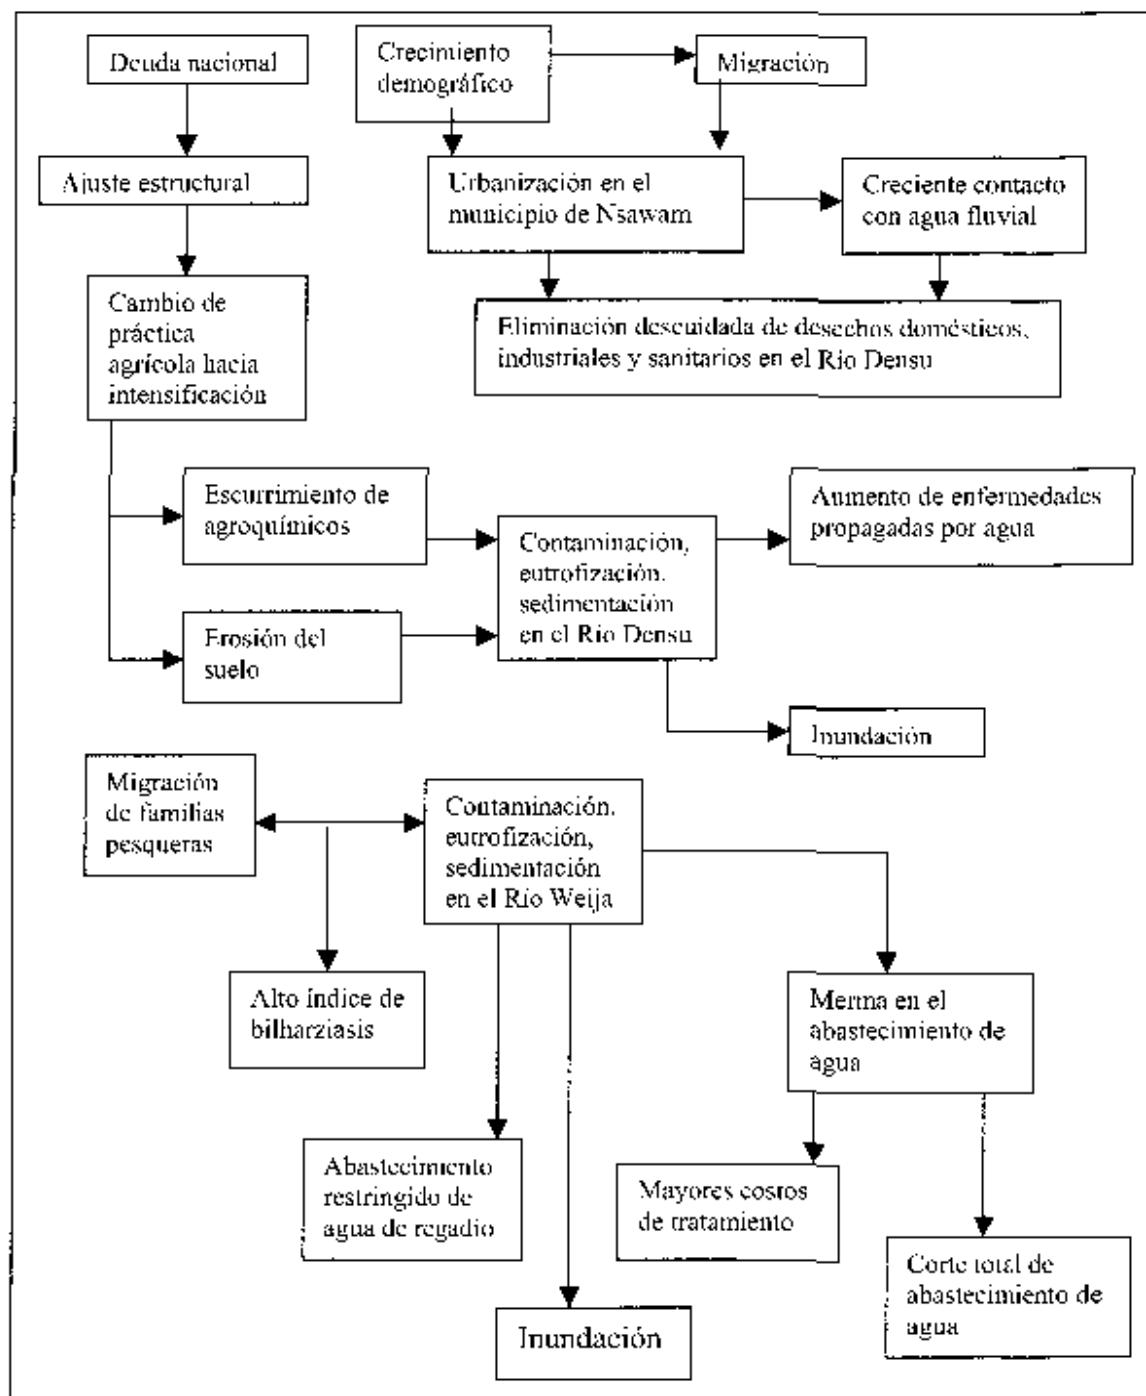 Deuda nacional
Crecimiento
demográfico
Migración
Ajuste estructural
Urbanización en el
municipio de Nsawam
Creciente contacto
con agua fluvial
Cambio de
práctica
agrícola hacia
intensificación
Eliminación descuidada de desechos domésticos,
industriales y sanitarios en el Río Densu
Escurrimiento de
agroquímicos
Contaminación,
eutrofización.
sedimentación
en el Río Densu
Aumento de enfermedades
propagadas por agua
Erosión del
suelo
Inundación
Migración
de familias
pesqueras
Contaminación.
eutrofización,
sedimentación
en el Río Weija
Alto índice de
bilharziasis
Merma en el
abastecimiento de
agua
Abastecimiento
restringido de
agua de regadío
Mayores costos
de tratamiento
Corte total de
abastecimiento de
agua
Inundación